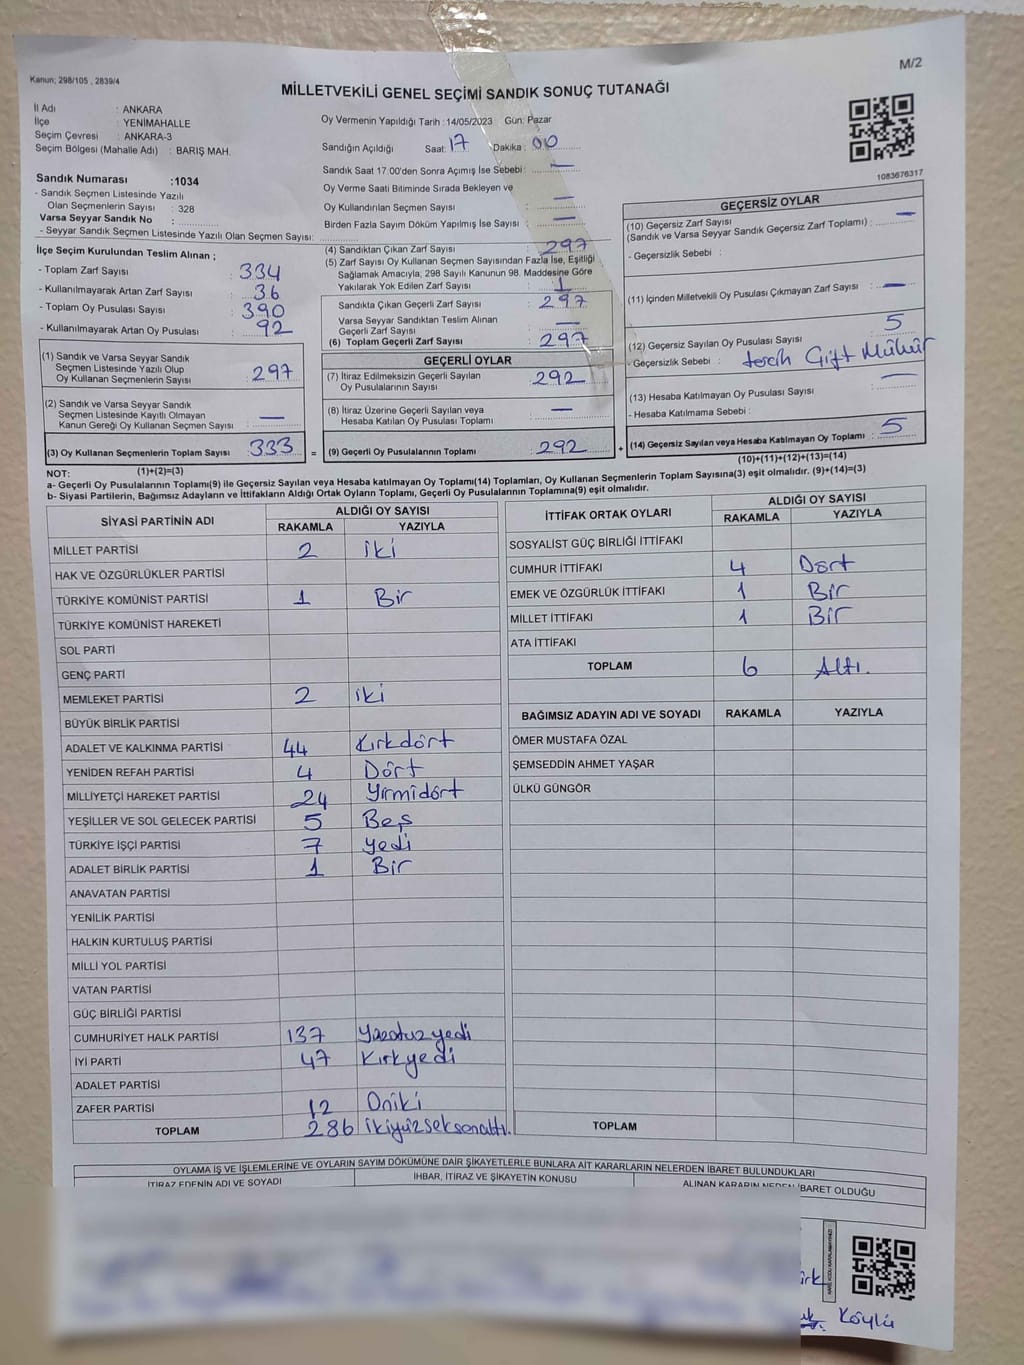 Kanun; 298/105 , 2839/4
M/2
MİLLETVEKİLİ GENEL SEÇİMİ SANDIK SONUÇ TUTANAĞI
İl Adı : ANKARA
İlçe : YENİMAHALLE
Seçim Çevresi : ANKARA-3
Seçim Bölgesi (Mahalle Adı) : BARIŞ MAH.
Sandık Numarası :1034
- Sandık Seçmen Listesinde Yazılı
Olan Seçmenlerin Sayısı : 328
Varsa Seyyar Sandık No :
- Seyyar Sandık Seçmen Listesinde Yazılı Olan Seçmen Sayısı:
İlçe Seçim Kurulundan Teslim Alınan ;
- Toplam Zarf Sayısı : 334
- Kullanılmayarak Artan Zarf Sayısı : 36
- Toplam Oy Pusulası Sayısı : 390
- Kullanılmayarak Artan Oy Pusulası : 92
(1) Sandık ve Varsa Seyyar Sandık
Seçmen Listesinde Yazılı Olup
Oy Kullanan Seçmenlerin Sayısı : 297
(2) Sandık ve Varsa Seyyar Sandık
Seçmen Listesinde Kayıtlı Olmayan
Kanun Gereği Oy Kullanan Seçmen Sayısı : —
(3) Oy Kullanan Seçmenlerin Toplam Sayısı : 333
(1)+(2)=(3)
Oy Vermenin Yapıldığı Tarih : 14/05/2023 Gün: Pazar
Sandığın Açıldığı Saat: 17 Dakika : 00
Sandık Saat 17.00'den Sonra Açımış İse Sebebi : —
Oy Verme Saati Bitiminde Sırada Bekleyen ve
Oy Kullandırılan Seçmen Sayısı : —
Birden Fazla Sayım Döküm Yapılmış İse Sayısı : —
(4) Sandıktan Çıkan Zarf Sayısı : 297
(5) Zarf Sayısı Oy Kullanan Seçmen Sayısından Fazla İse, Eşitliği
Sağlamak Amacıyla, 298 Sayılı Kanunun 98. Maddesine Göre
Yakılarak Yok Edilen Zarf Sayısı : 1
Sandıkta Çıkan Geçerli Zarf Sayısı : 297
Varsa Seyyar Sandıktan Teslim Alınan
Geçerli Zarf Sayısı : —
(6) Toplam Geçerli Zarf Sayısı : 297
GEÇERLİ OYLAR
(7) İtiraz Edilmeksizin Geçerli Sayılan
Oy Pusulalarının Sayısı : 292
(8) İtiraz Üzerine Geçerli Sayılan veya
Hesaba Katılan Oy Pusulası Toplamı : —
= (9) Geçerli Oy Pusulalarının Toplamı : 292 +
1083676317
GEÇERSİZ OYLAR
(10) Geçersiz Zarf Sayısı
(Sandık ve Varsa Seyyar Sandık Geçersiz Zarf Toplamı) : —
- Geçersizlik Sebebi :
(11) İçinden Milletvekili Oy Pusulası Çıkmayan Zarf Sayısı : —
(12) Geçersiz Sayılan Oy Pusulası Sayısı : 5
- Geçersizlik Sebebi : tercih Çift Mühür
(13) Hesaba Katılmayan Oy Pusulası Sayısı : —
- Hesaba Katılmama Sebebi :
(14) Geçersiz Sayılan veya Hesaba Katılmayan Oy Toplamı : 5
(10)+(11)+(12)+(13)=(14)
NOT:
a- Geçerli Oy Pusulalarının Toplamı(9) ile Geçersiz Sayılan veya Hesaba katılmayan Oy Toplamı(14) Toplamları, Oy Kullanan Seçmenlerin Toplam Sayısına(3) eşit olmalıdır. (9)+(14)=(3)
b- Siyasi Partilerin, Bağımsız Adayların ve İttifakların Aldığı Ortak Oyların Toplamı, Geçerli Oy Pusulalarının Toplamına(9) eşit olmalıdır.
SİYASİ PARTİNİN ADI ALDIĞI OY SAYISI
RAKAMLA YAZIYLA
MİLLET PARTİSİ 2 iki
HAK VE ÖZGÜRLÜKLER PARTİSİ
TÜRKİYE KOMÜNİST PARTİSİ 1 Bir
TÜRKİYE KOMÜNİST HAREKETİ
SOL PARTİ
GENÇ PARTİ
MEMLEKET PARTİSİ 2 iki
BÜYÜK BİRLİK PARTİSİ
ADALET VE KALKINMA PARTİSİ 44 Kırkdört
YENİDEN REFAH PARTİSİ 4 Dört
MİLLİYETÇİ HAREKET PARTİSİ 24 Yirmidört
YEŞİLLER VE SOL GELECEK PARTİSİ 5 Beş
TÜRKİYE İŞÇİ PARTİSİ 7 yedi
ADALET BİRLİK PARTİSİ 1 Bir
ANAVATAN PARTİSİ
YENİLİK PARTİSİ
HALKIN KURTULUŞ PARTİSİ
MİLLİ YOL PARTİSİ
VATAN PARTİSİ
GÜÇ BİRLİĞİ PARTİSİ
CUMHURİYET HALK PARTİSİ 137 Yüzotuzyedi
İYİ PARTİ 47 Kırkyedi
ADALET PARTİSİ
ZAFER PARTİSİ 12 Oniki
TOPLAM 286 ikiyüzseksenaltı.
İTTİFAK ORTAK OYLARI ALDIĞI OY SAYISI
RAKAMLA YAZIYLA
SOSYALİST GÜÇ BİRLİĞİ İTTİFAKI
CUMHUR İTTİFAKI 4 Dört
EMEK VE ÖZGÜRLÜK İTTİFAKI 1 Bir
MİLLET İTTİFAKI 1 Bir
ATA İTTİFAKI
TOPLAM 6 Altı.
BAĞIMSIZ ADAYIN ADI VE SOYADI RAKAMLA YAZIYLA
ÖMER MUSTAFA ÖZAL
ŞEMSEDDİN AHMET YAŞAR
ÜLKÜ GÜNGÖR
TOPLAM
OYLAMA İŞ VE İŞLEMLERİNE VE OYLARIN SAYIM DÖKÜMÜNE DAİR ŞİKAYETLERLE BUNLARA AİT KARARLARIN NELERDEN İBARET BULUNDUKLARI
İTİRAZ EDENİN ADI VE SOYADI İHBAR, İTİRAZ VE ŞİKAYETİN KONUSU ALINAN KARARIN NEDEN İBARET OLDUĞU
Köylü